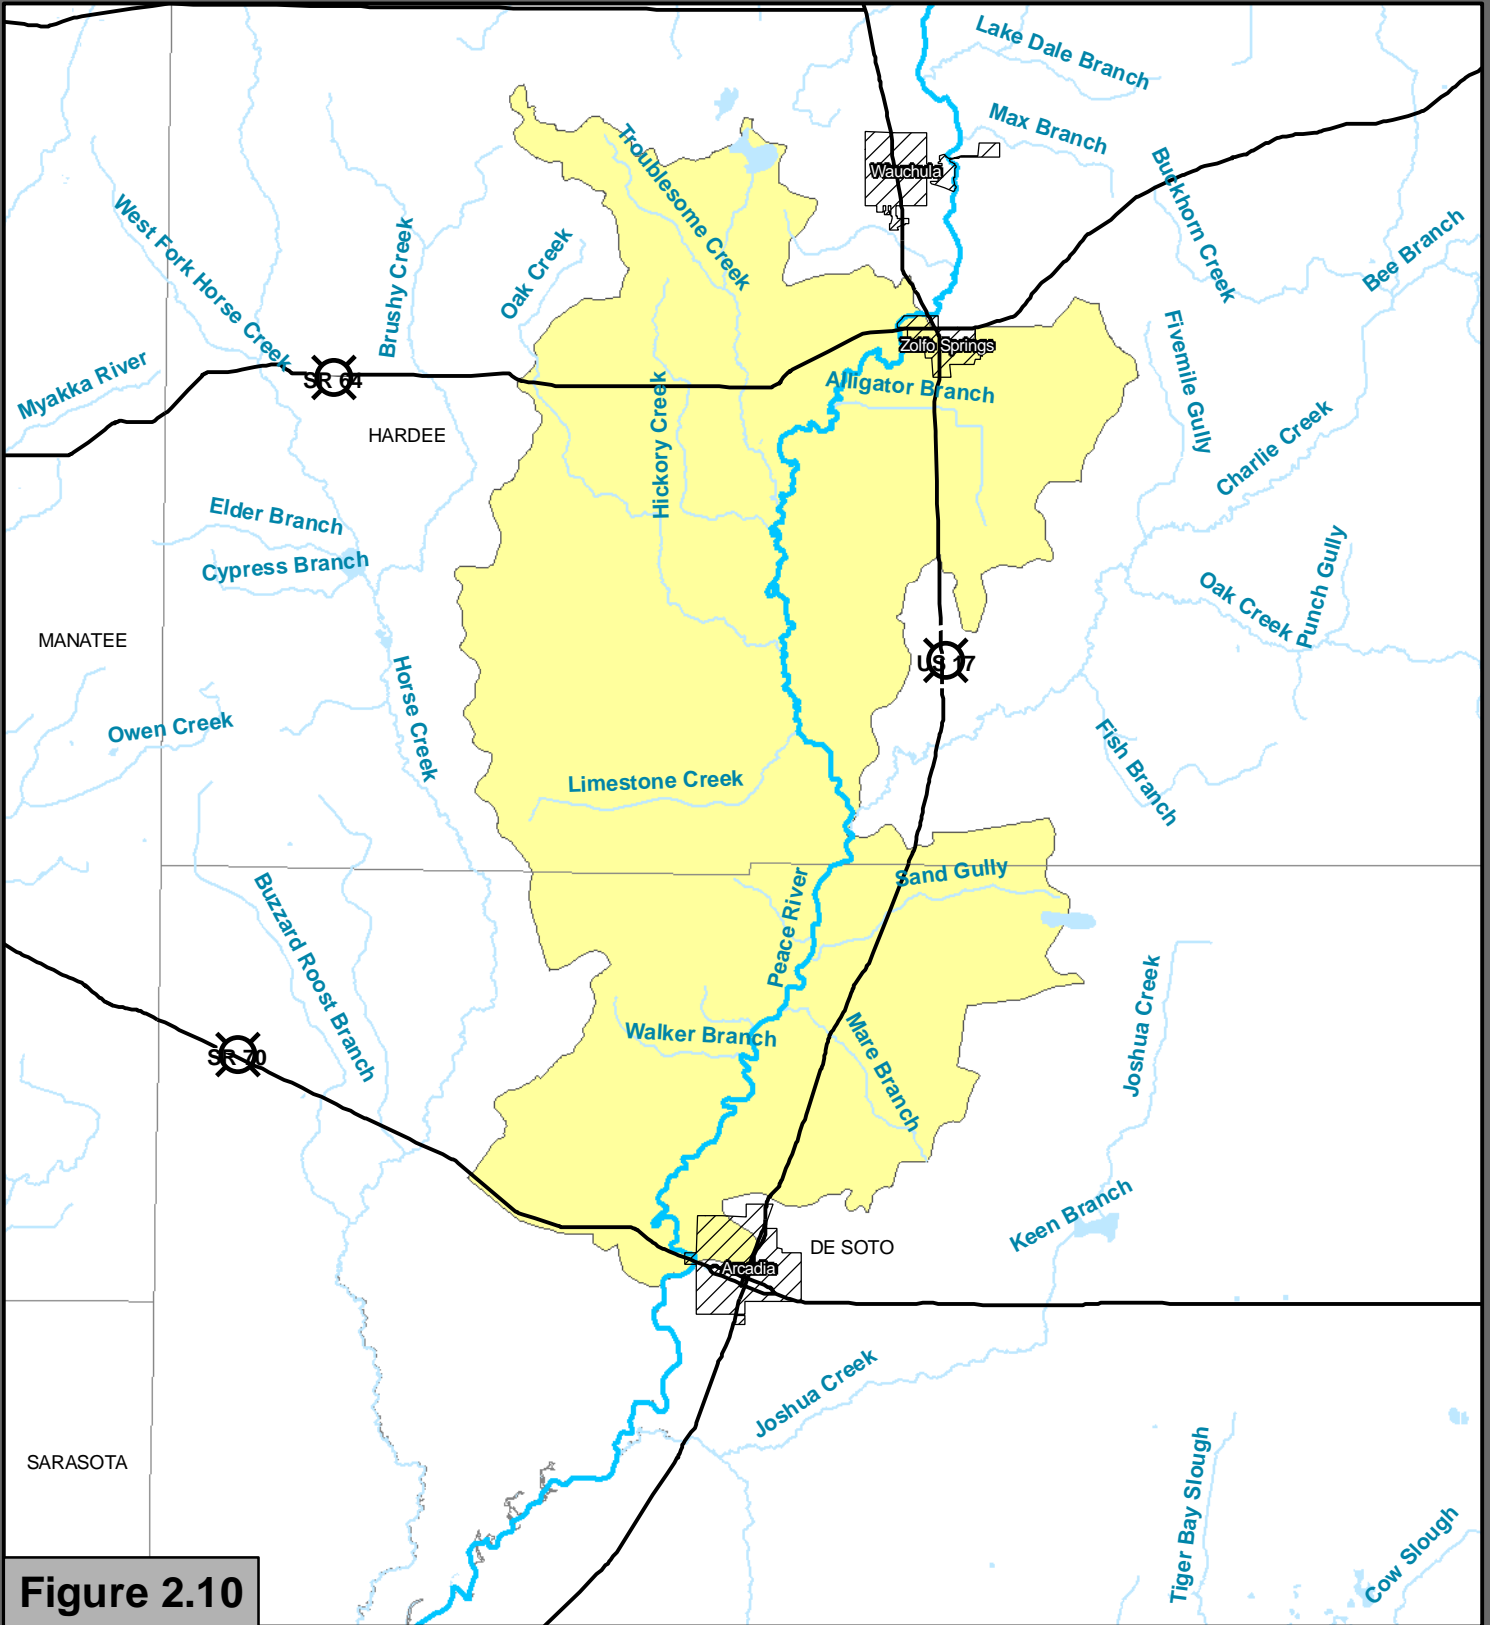 Lake Dale Branch
Max Branch
Troublesome Creek
Wauchula
Buckhorn Creek
West Fork Horse Creek
Brushy Creek
Oak Creek
Bee Branch
Zolfo Springs
Myakka River
SR 64
Alligator Branch
Fivemile Gully
HARDEE
Hickory Creek
Charlie Creek
Elder Branch
Cypress Branch
Oak Creek
Punch Gully
MANATEE
US 17
Horse Creek
Owen Creek
Fish Branch
Limestone Creek
Sand Gully
Peace River
Buzzard Roost Branch
Joshua Creek
Walker Branch
Mare Branch
SR 70
Keen Branch
DE SOTO
Arcadia
Joshua Creek
SARASOTA
Tiger Bay Slough
Cow Slough
Figure 2.10